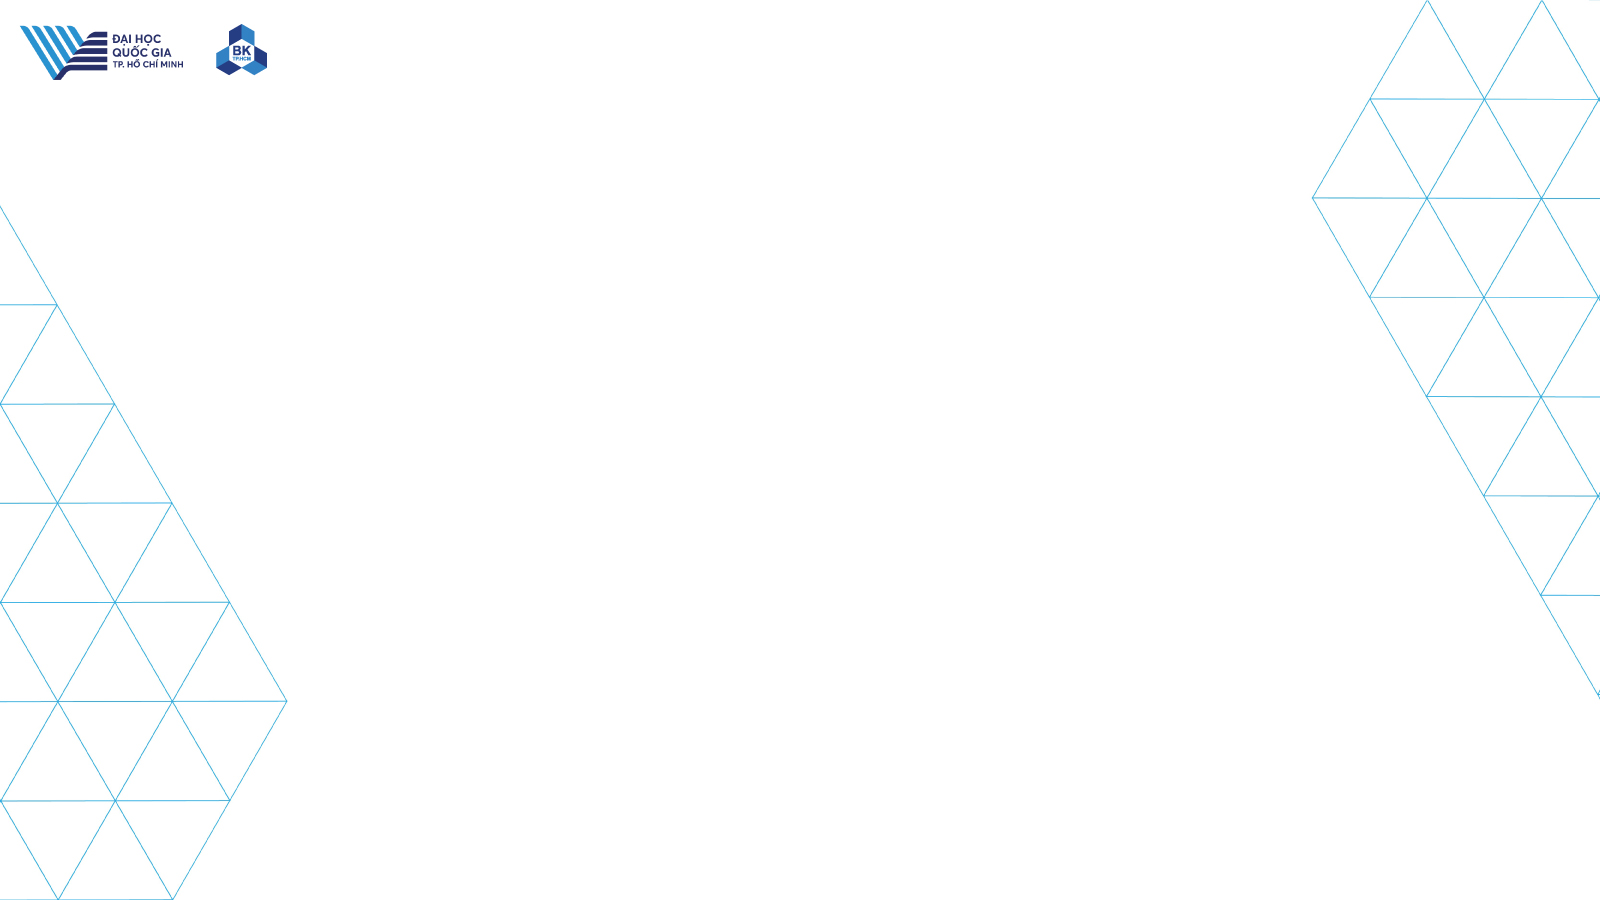 ĐẠI HỌC
QUỐC GIA
TP. HỒ CHÍ MINH
BK
TP.HCM